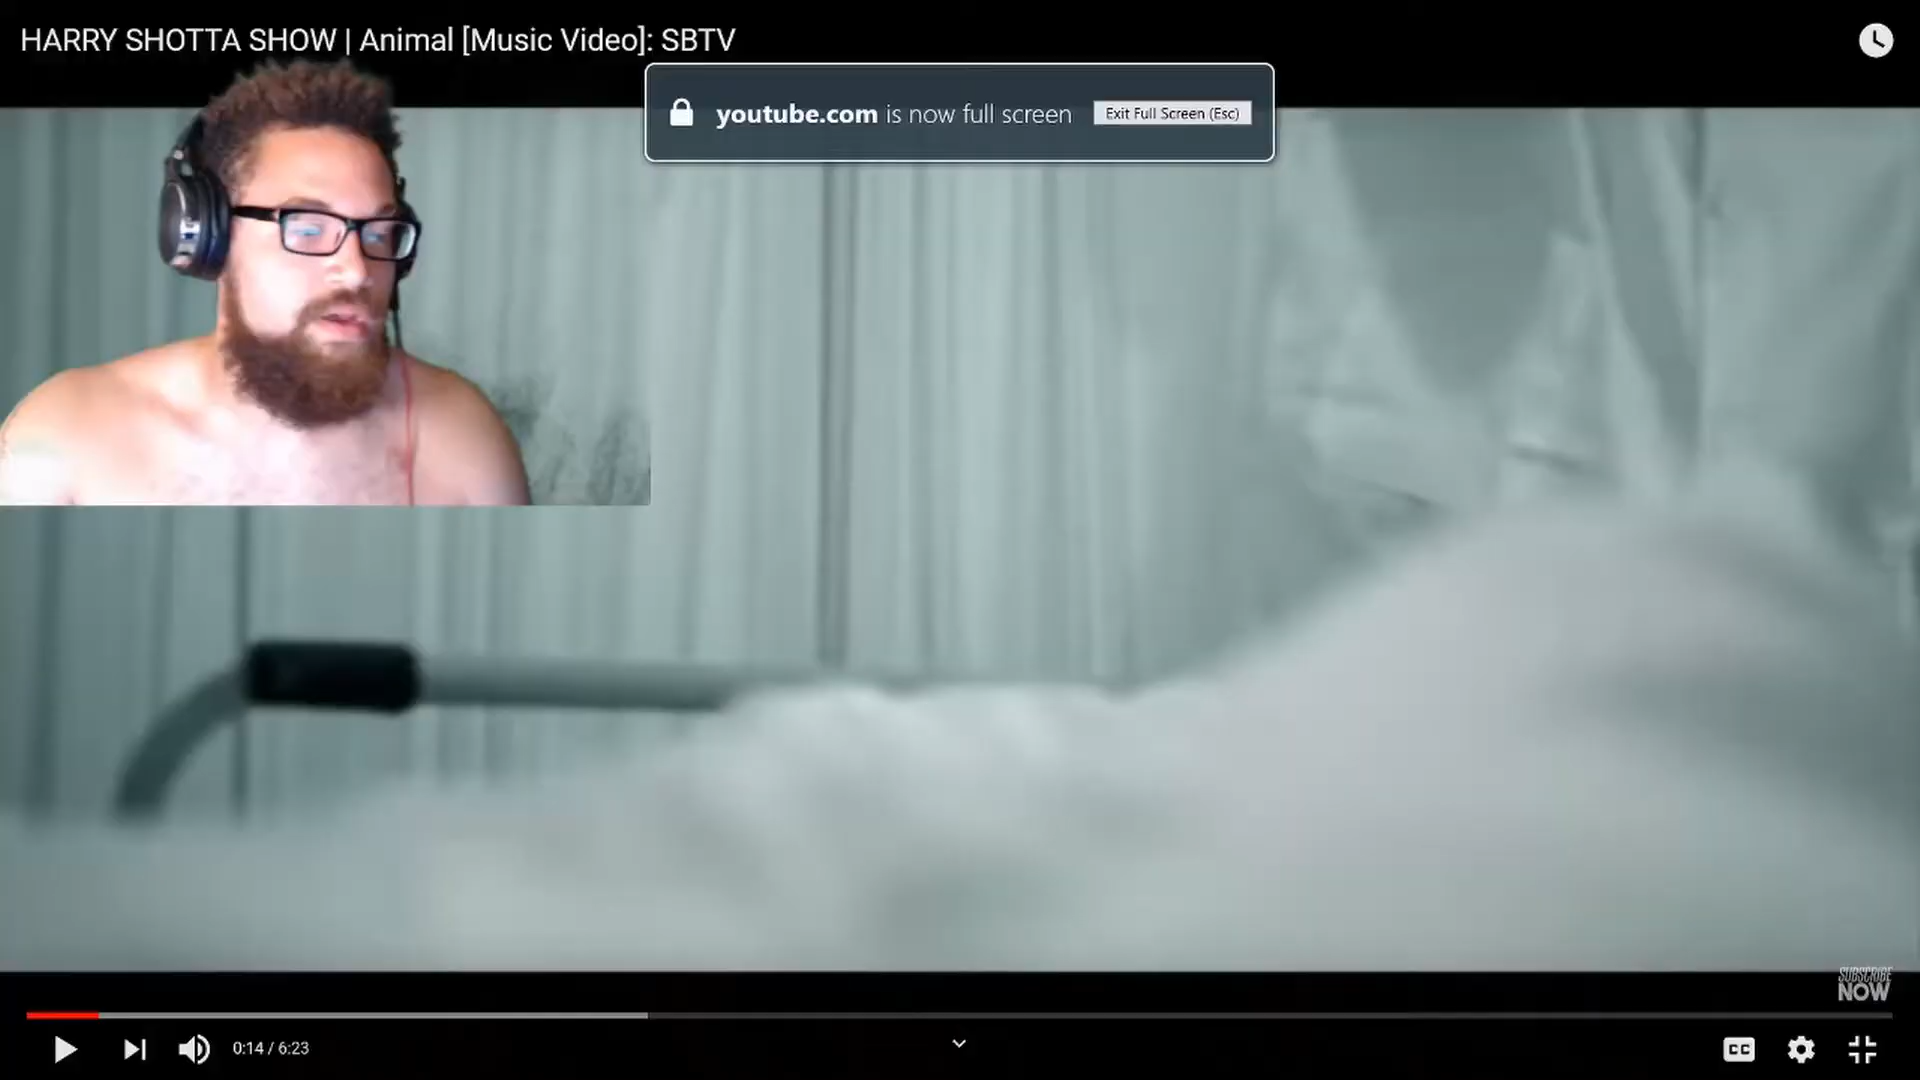 HARRY SHOTTA SHOW | Animal [Music Video]: SBTV
youtube.com is now full screen
Exit Full Screen (Esc)
SUBSCRIBE
NOW
0:14 / 6:23
CC